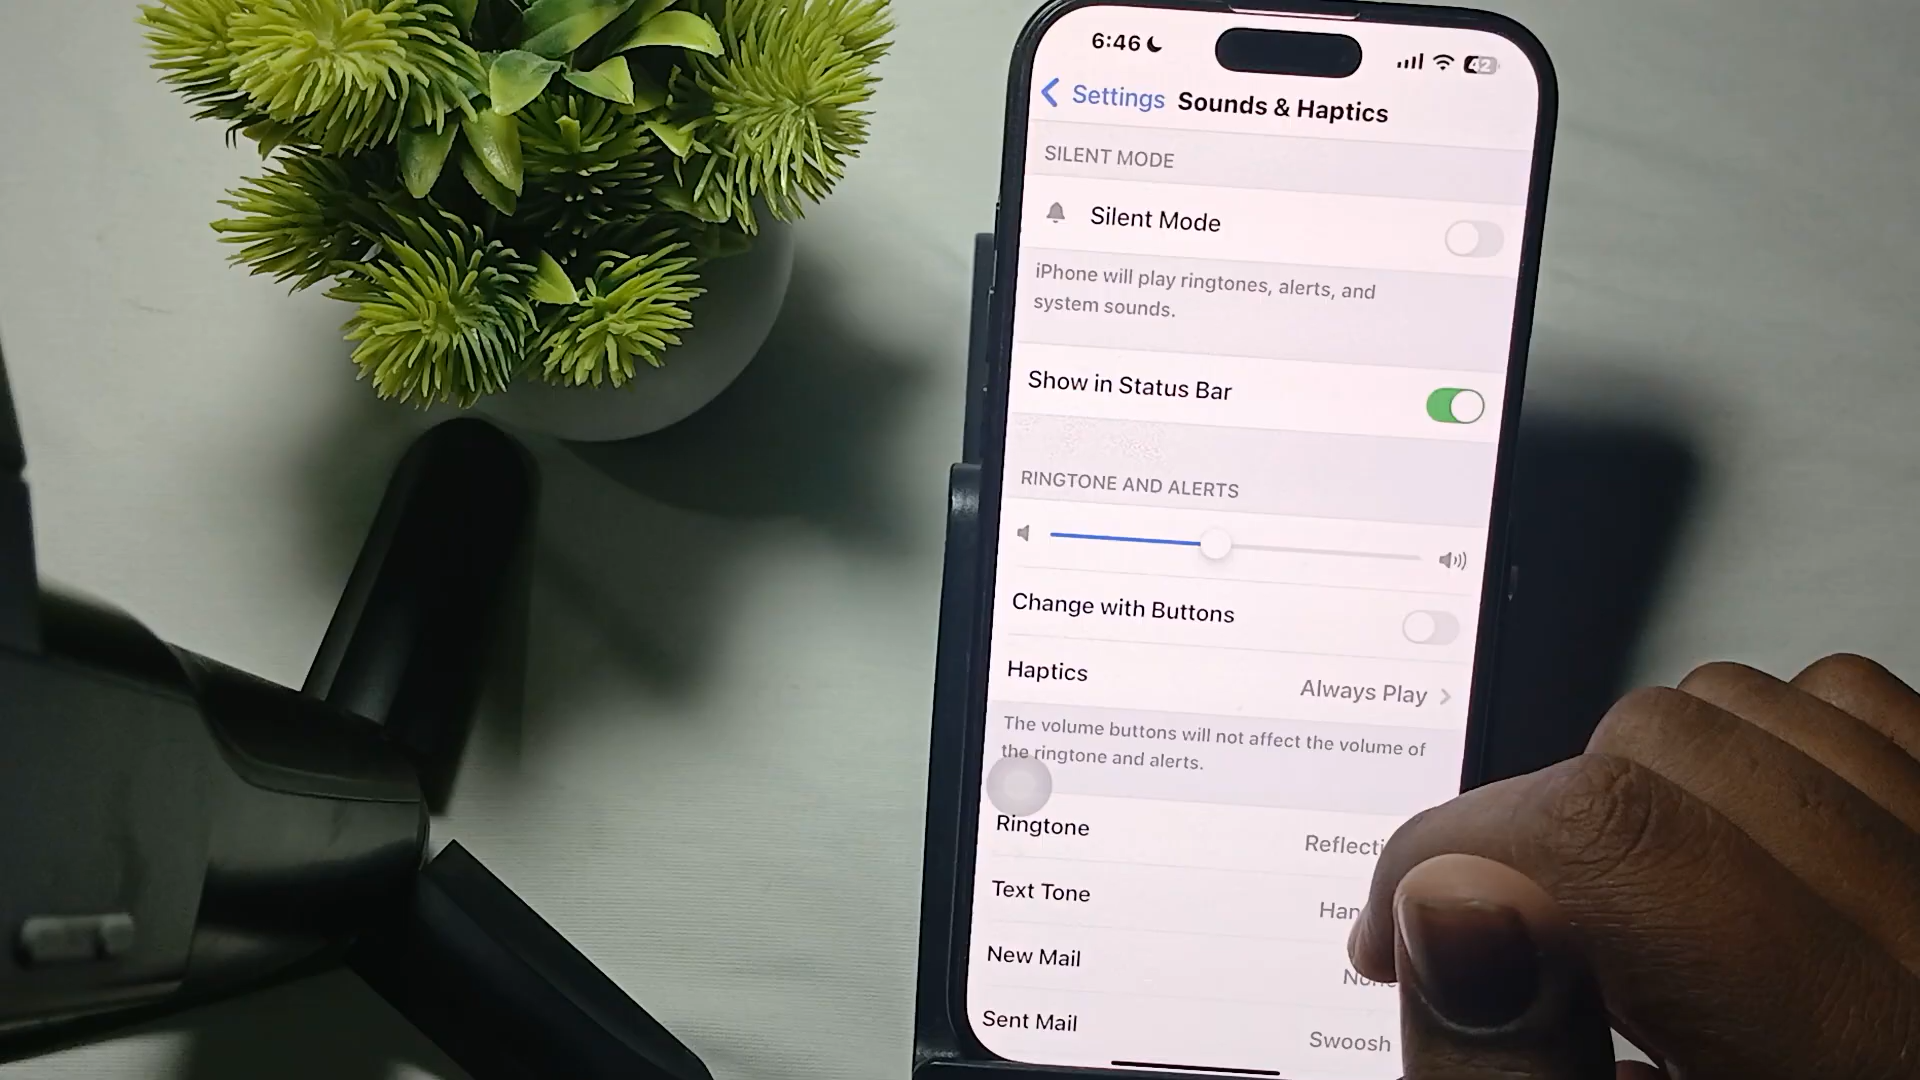 6:46
42
Settings Sounds & Haptics
SILENT MODE
Silent Mode
iPhone will play ringtones, alerts, and
system sounds.
Show in Status Bar
RINGTONE AND ALERTS
Change with Buttons
Haptics Always Play
The volume buttons will not affect the volume of
the ringtone and alerts.
Ringtone
Text Tone
New Mail None
Sent Mail Swoosh